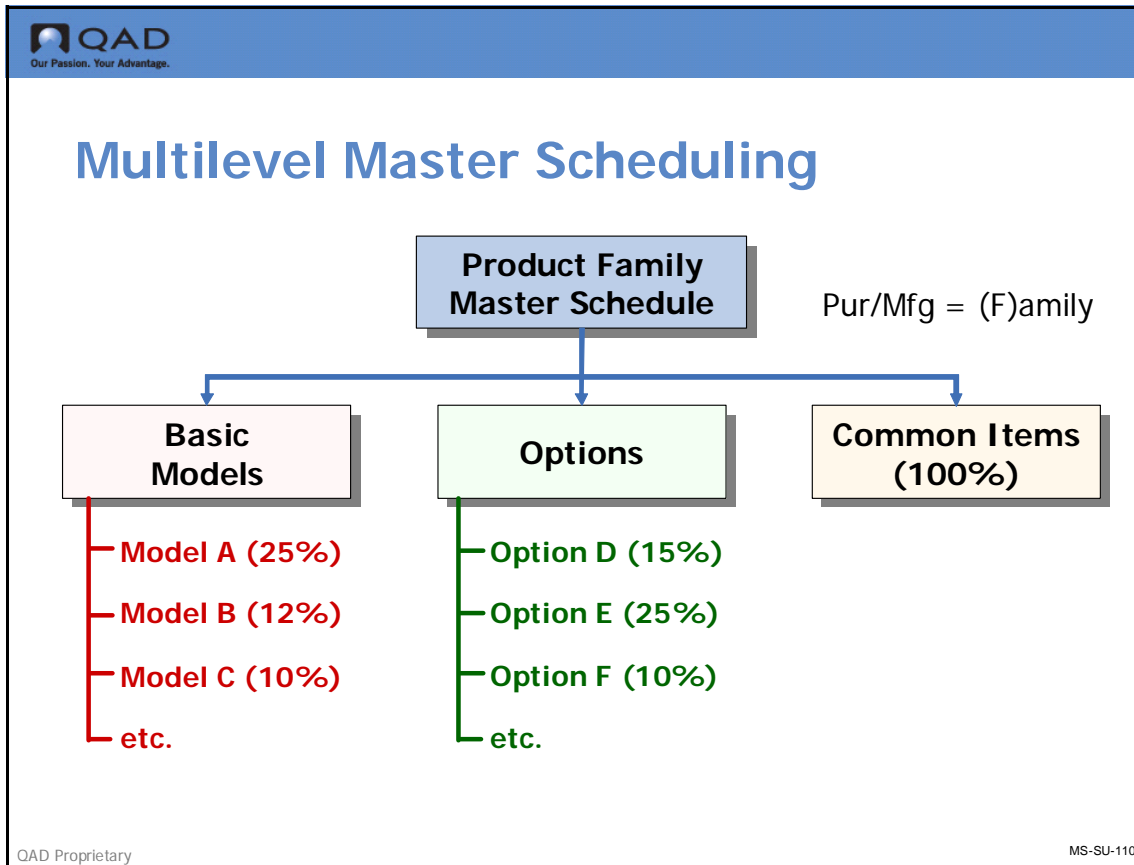 QAD
Our Passion. Your Advantage.
Multilevel Master Scheduling
Product Family
Master Schedule
Pur/Mfg = (F)amily
Basic
Models
Options
Common Items
(100%)
Model A (25%)
Model B (12%)
Model C (10%)
etc.
Option D (15%)
Option E (25%)
Option F (10%)
etc.
QAD Proprietary
MS-SU-110